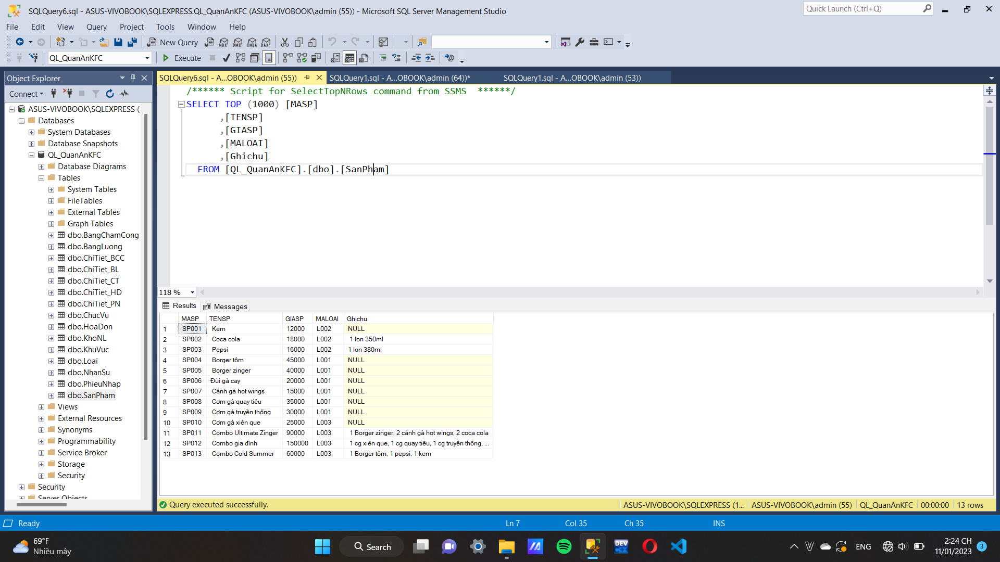 SQLQuery6.sql - ASUS-VIVOBOOK\SQLEXPRESS.QL_QuanAnKFC (ASUS-VIVOBOOK\admin (55)) - Microsoft SQL Server Management Studio
Quick Launch (Ctrl+Q)
File Edit View Query Project Tools Window Help
New Query
MDX DMX XMLA DAX
QL_QuanAnKFC
Execute
Object Explorer
SQLQuery6.sql - A...OBOOK\admin (55))
SQLQuery1.sql - A...OBOOK\admin (64))*
SQLQuery1.sql - A...OBOOK\admin (53))
Connect
ASUS-VIVOBOOK\SQLEXPRESS (
Databases
System Databases
Database Snapshots
QL_QuanAnKFC
Database Diagrams
Tables
System Tables
FileTables
External Tables
Graph Tables
dbo.BangChamCong
dbo.BangLuong
dbo.ChiTiet_BCC
dbo.ChiTiet_BL
dbo.ChiTiet_CT
dbo.ChiTiet_HD
dbo.ChiTiet_PN
dbo.ChucVu
dbo.HoaDon
dbo.KhoNL
dbo.KhuVuc
dbo.Loai
dbo.NhanSu
dbo.PhieuNhap
dbo.SanPham
Views
External Resources
Synonyms
Programmability
Service Broker
Storage
Security
Security
Server Objects
/****** Script for SelectTopNRows command from SSMS  ******/
SELECT TOP (1000) [MASP]
,[TENSP]
,[GIASP]
,[MALOAI]
,[Ghichu]
FROM [QL_QuanAnKFC].[dbo].[SanPham]
118 %
Results Messages
MASP TENSP GIASP MALOAI Ghichu
1 SP001 Kem 12000 L002 NULL
2 SP002 Coca cola 18000 L002 1 lon 350ml
3 SP003 Pepsi 16000 L002 1 lon 380ml
4 SP004 Borger tôm 45000 L001 NULL
5 SP005 Borger zinger 40000 L001 NULL
6 SP006 Đùi gà cay 20000 L001 NULL
7 SP007 Cánh gà hot wings 15000 L001 NULL
8 SP008 Cơm gà quay tiêu 35000 L001 NULL
9 SP009 Cơm gà truyền thống 30000 L001 NULL
10 SP010 Cơm gà xiên que 25000 L003 NULL
11 SP011 Combo Ultimate Zinger 90000 L003 1 Borger zinger, 2 cánh gà hot wings, 2 coca cola
12 SP012 Combo gia đình 150000 L003 1 cg xiên que, 1 cg quay tiêu, 1 cg truyền thống, ...
13 SP013 Combo Cold Summer 60000 L003 1 Borger tôm, 1 pepsi, 1 kem
Query executed successfully.
ASUS-VIVOBOOK\SQLEXPRESS (1... ASUS-VIVOBOOK\admin (55) QL_QuanAnKFC 00:00:00 13 rows
Ready
Ln 7 Col 35 Ch 35 INS
69°F
Nhiều mây
Search
DEV
C++
ENG
2:24 CH
11/01/2023
3